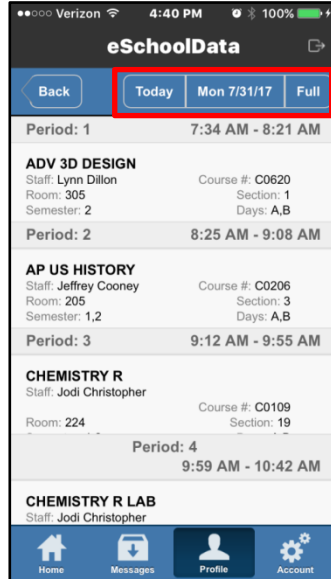 Verizon 4:40 PM 100%
eSchoolData
Back Today Mon 7/31/17 Full
Period: 1 7:34 AM - 8:21 AM
ADV 3D DESIGN
Staff: Lynn Dillon Course #: C0620
Room: 305 Section: 1
Semester: 2 Days: A,B
Period: 2 8:25 AM - 9:08 AM
AP US HISTORY
Staff: Jeffrey Cooney Course #: C0206
Room: 205 Section: 3
Semester: 1,2 Days: A,B
Period: 3 9:12 AM - 9:55 AM
CHEMISTRY R
Staff: Jodi Christopher
Course #: C0109
Room: 224 Section: 19
Period: 4
9:59 AM - 10:42 AM
CHEMISTRY R LAB
Staff: Jodi Christopher
Home Messages Profile Account